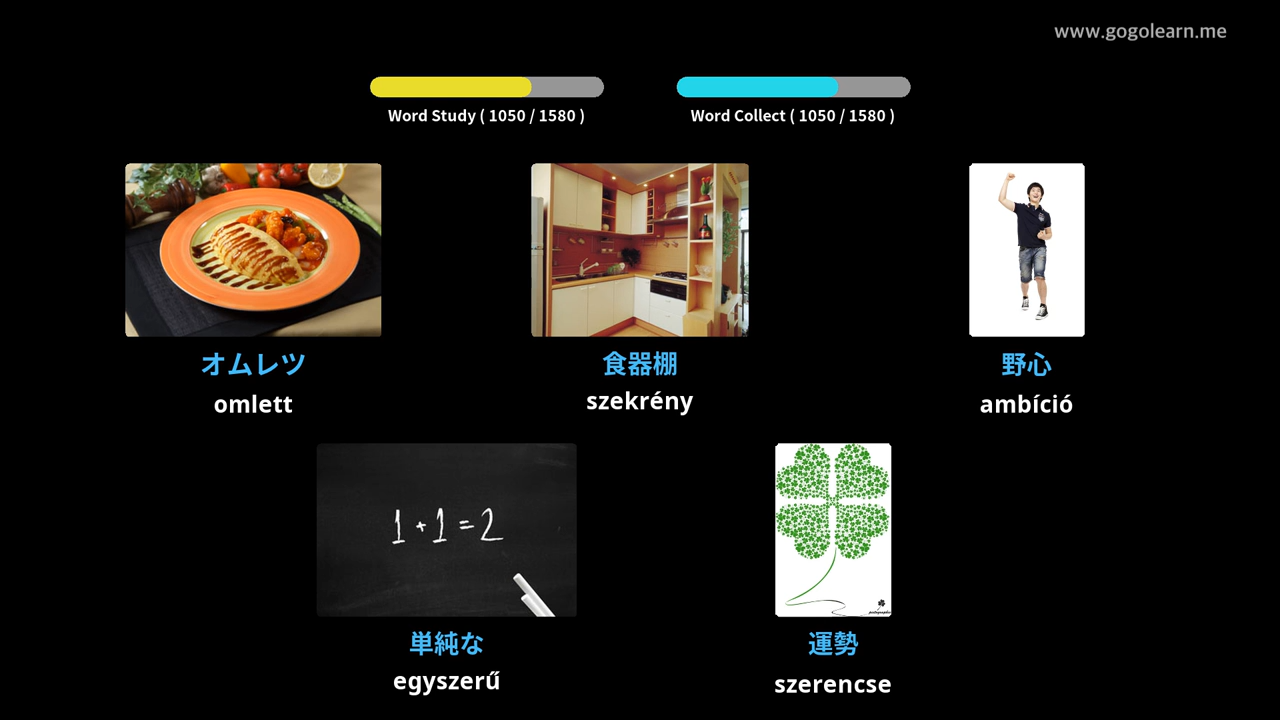 www.gogolearn.me
Word Study ( 1050 / 1580 )
Word Collect ( 1050 / 1580 )
オムレツ
omlett
食器棚
szekrény
野心
ambíció
1 + 1 = 2
単純な
egyszerű
運勢
szerencse